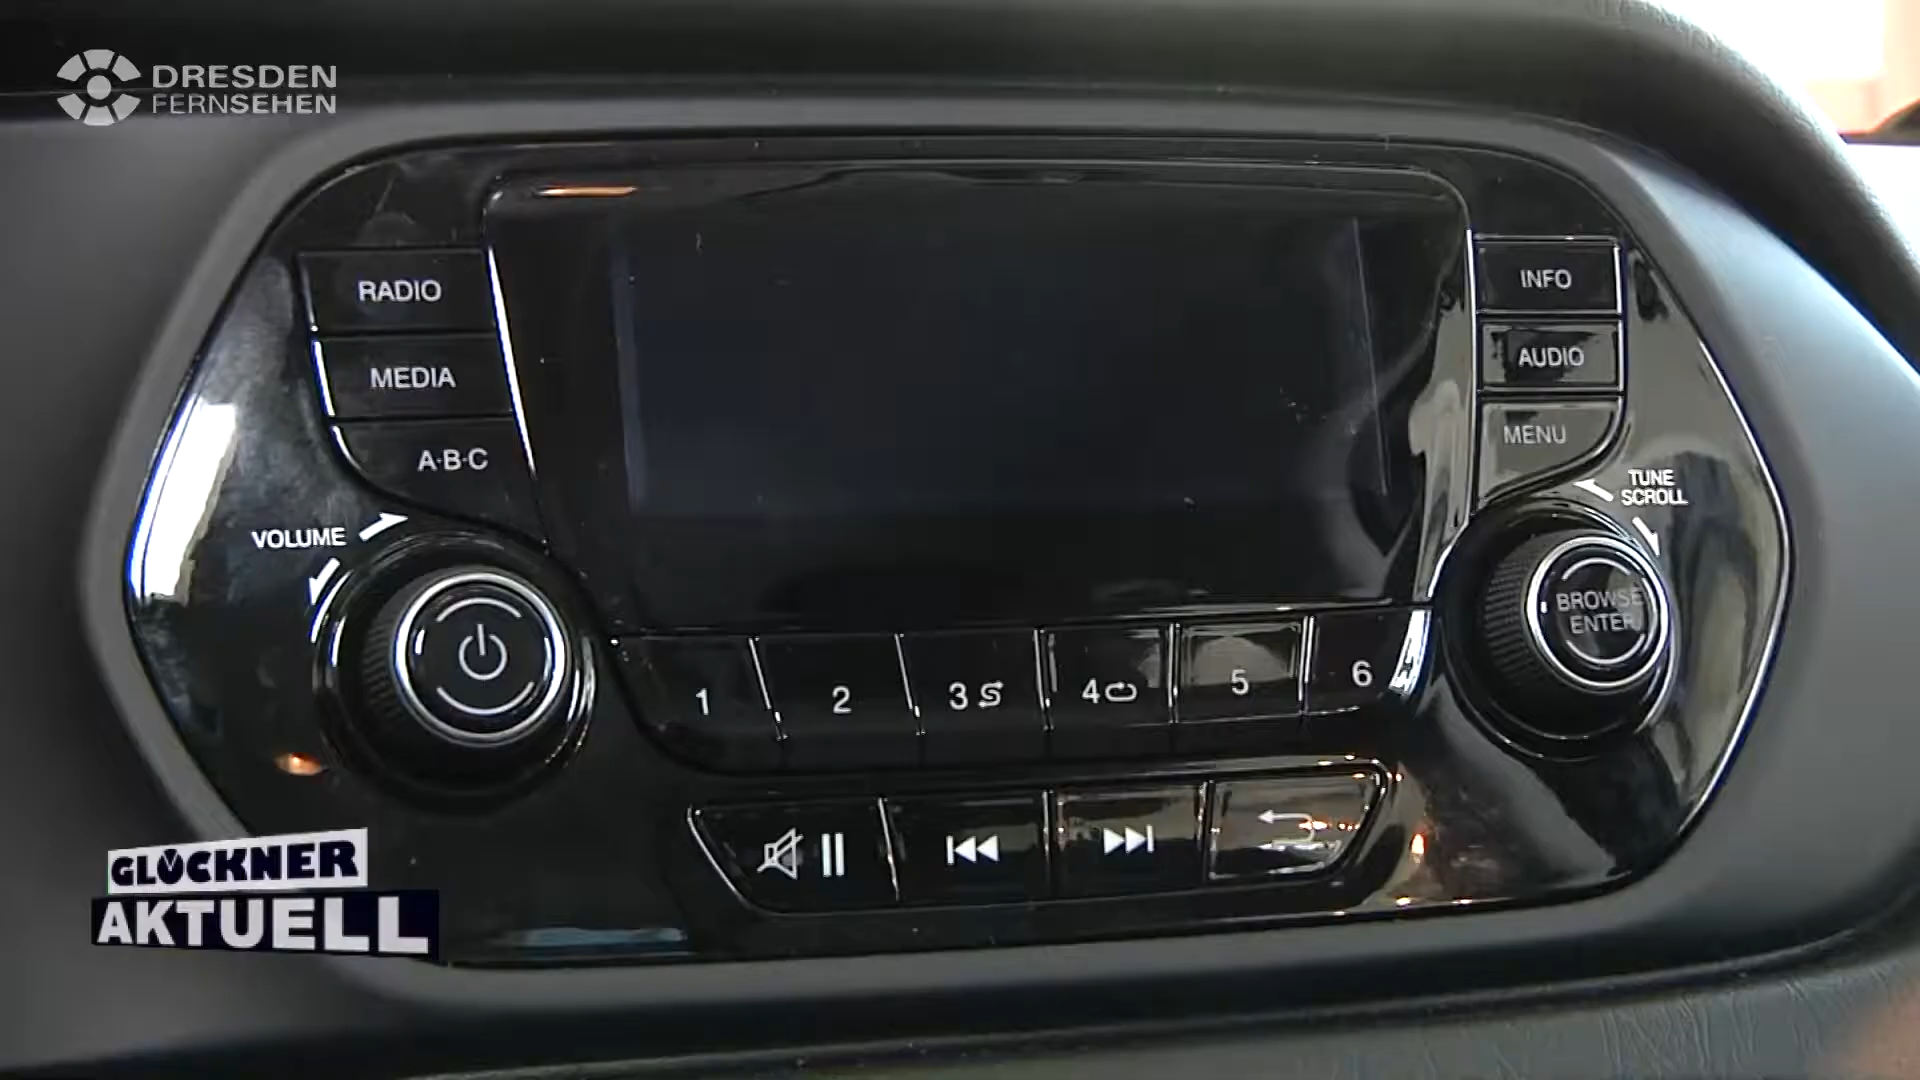 DRESDEN
FERNSEHEN
RADIO
INFO
MEDIA
AUDIO
A·B·C
MENU
VOLUME
TUNE
SCROLL
BROWSE
ENTER
1 2 3 4 5 6
GLÖCKNER
AKTUELL